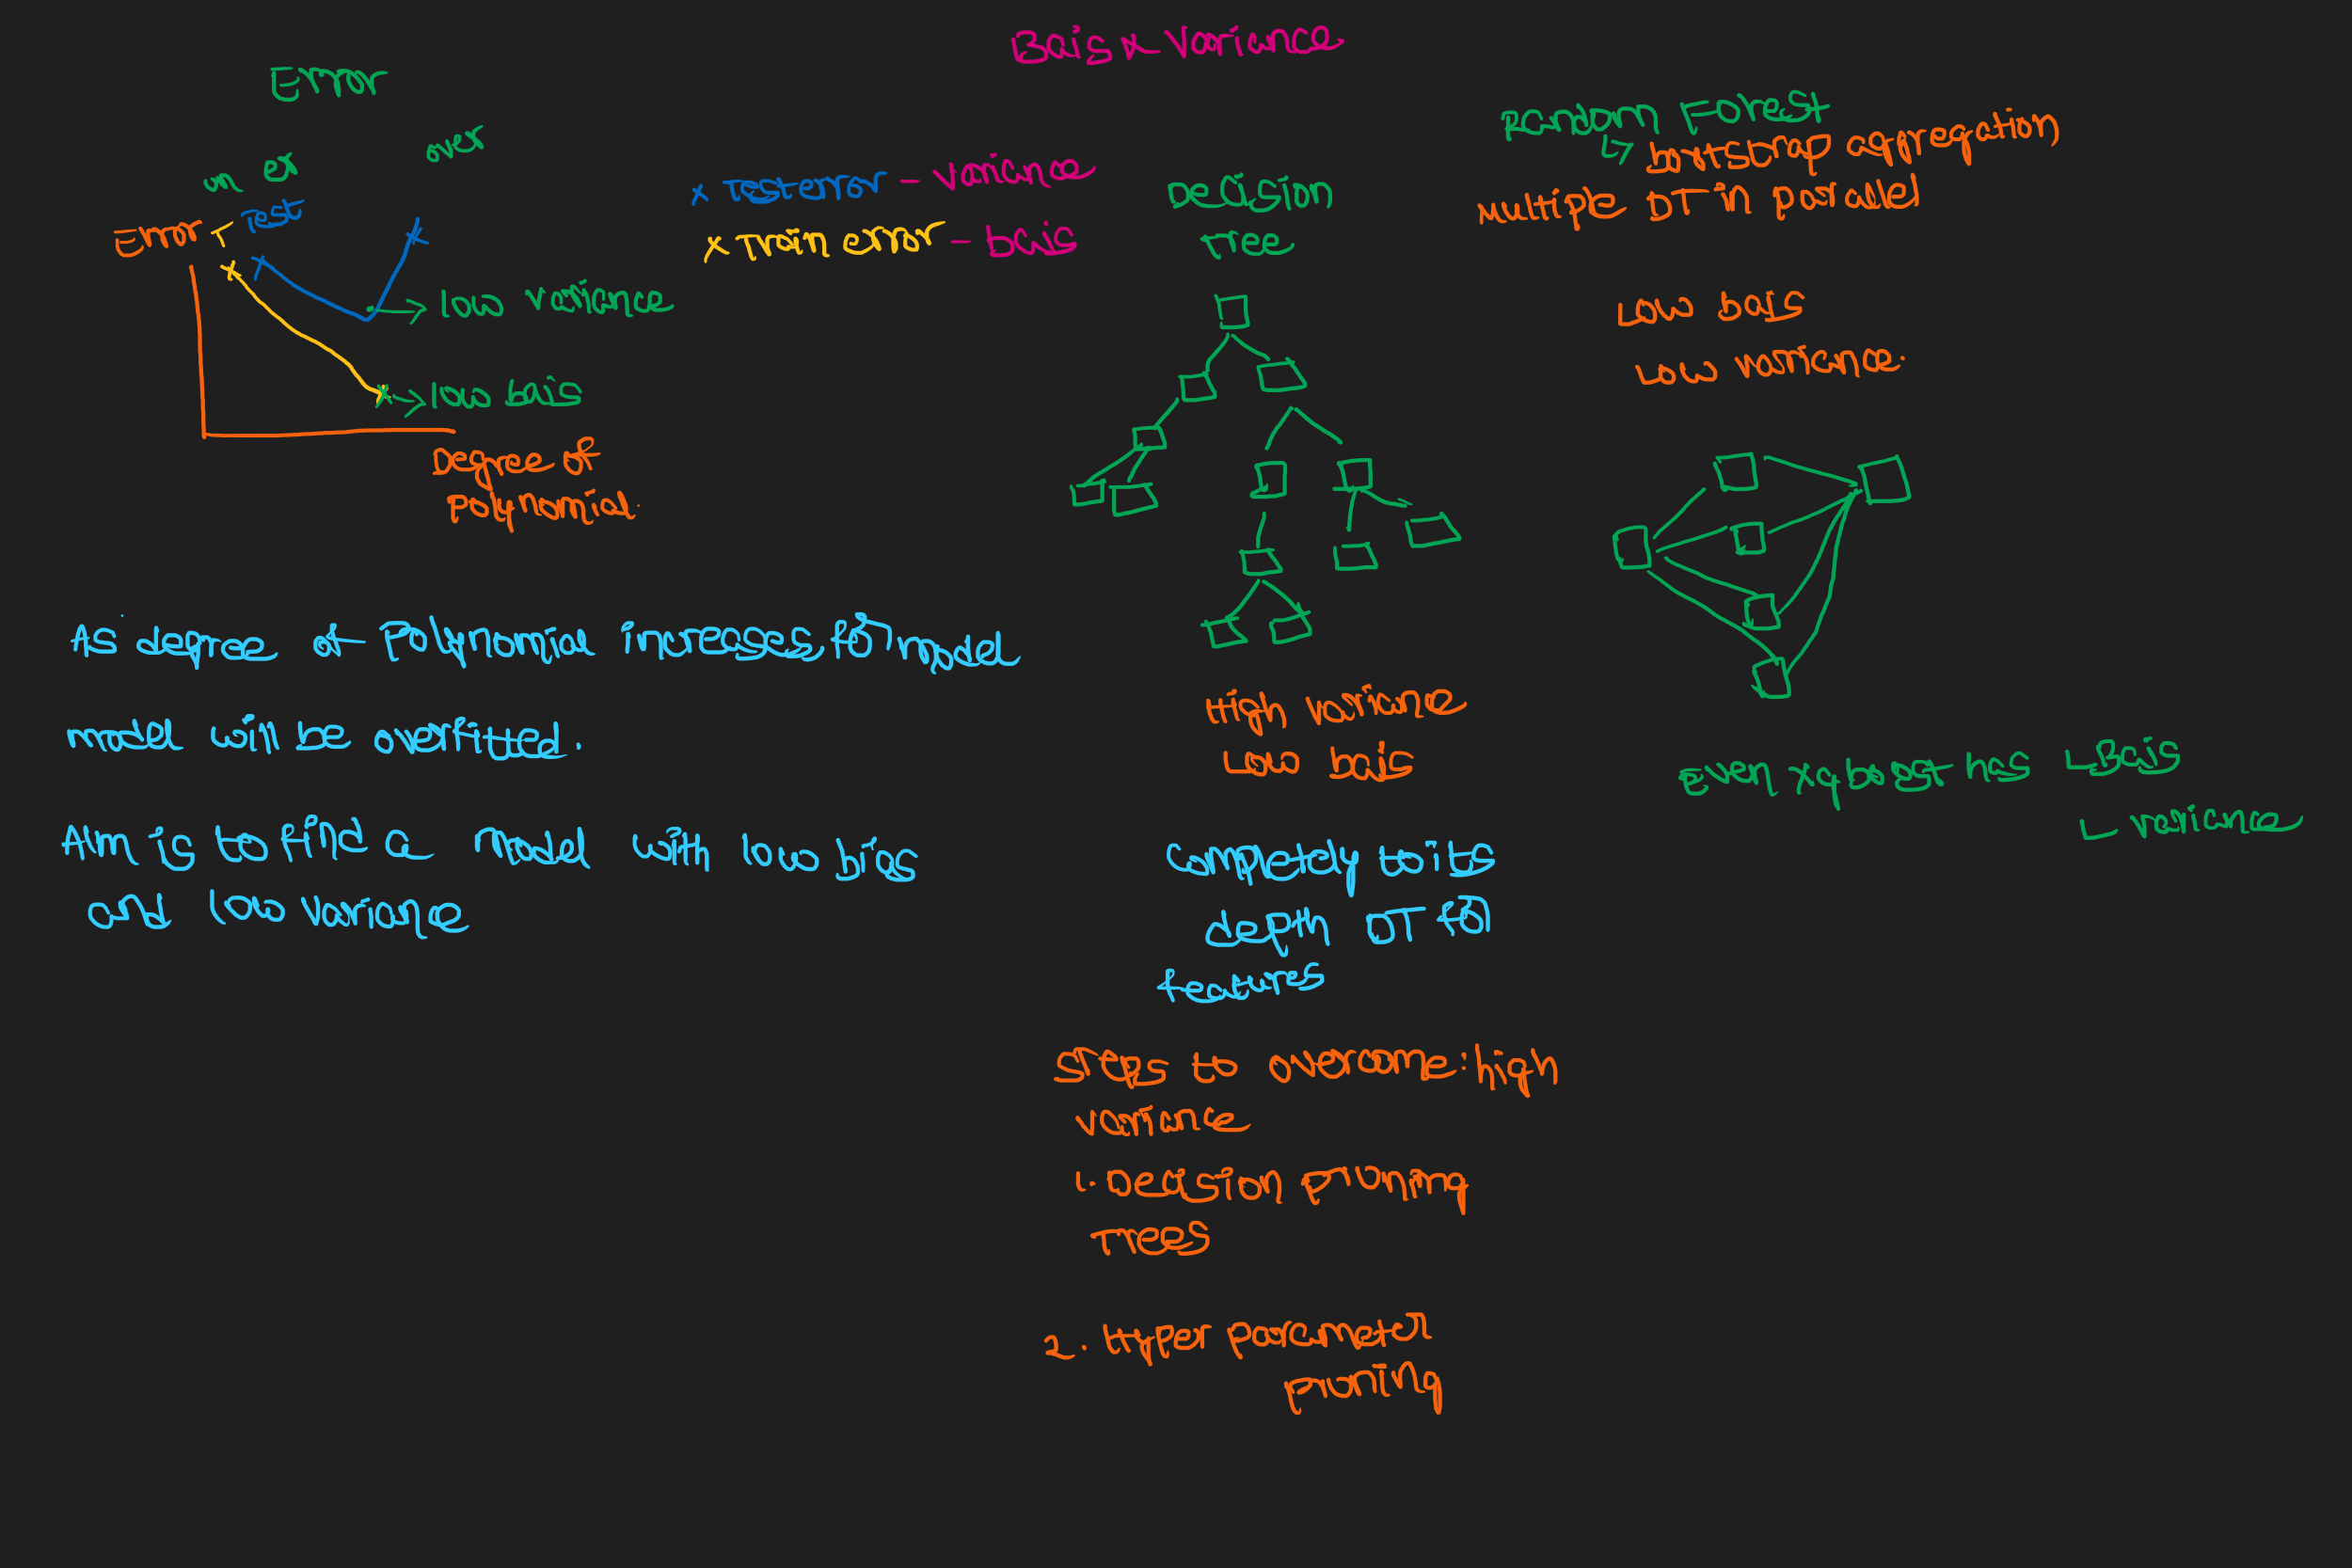 Bais & Variance
Error
un
over
Error
T
Test
low variance
low bais
Degree of
Polynomial.
x Test error - Variance
x Train error - bais
As degree of Polynomial increases, for model
model will be overfitted.
Aim is to find a Model with low bias
and low variance
Decision
Tree
High variance
Low bais
Completely to its
depth DT for
features
Steps to overcome: high
variance
1. Decision pruning
Trees
2. Hyper parameter
pruning
Random Forest
bootstrap aggregation
multiple DT in parallel
Low bais
low variance.
even xgboost has L Bais
L variance